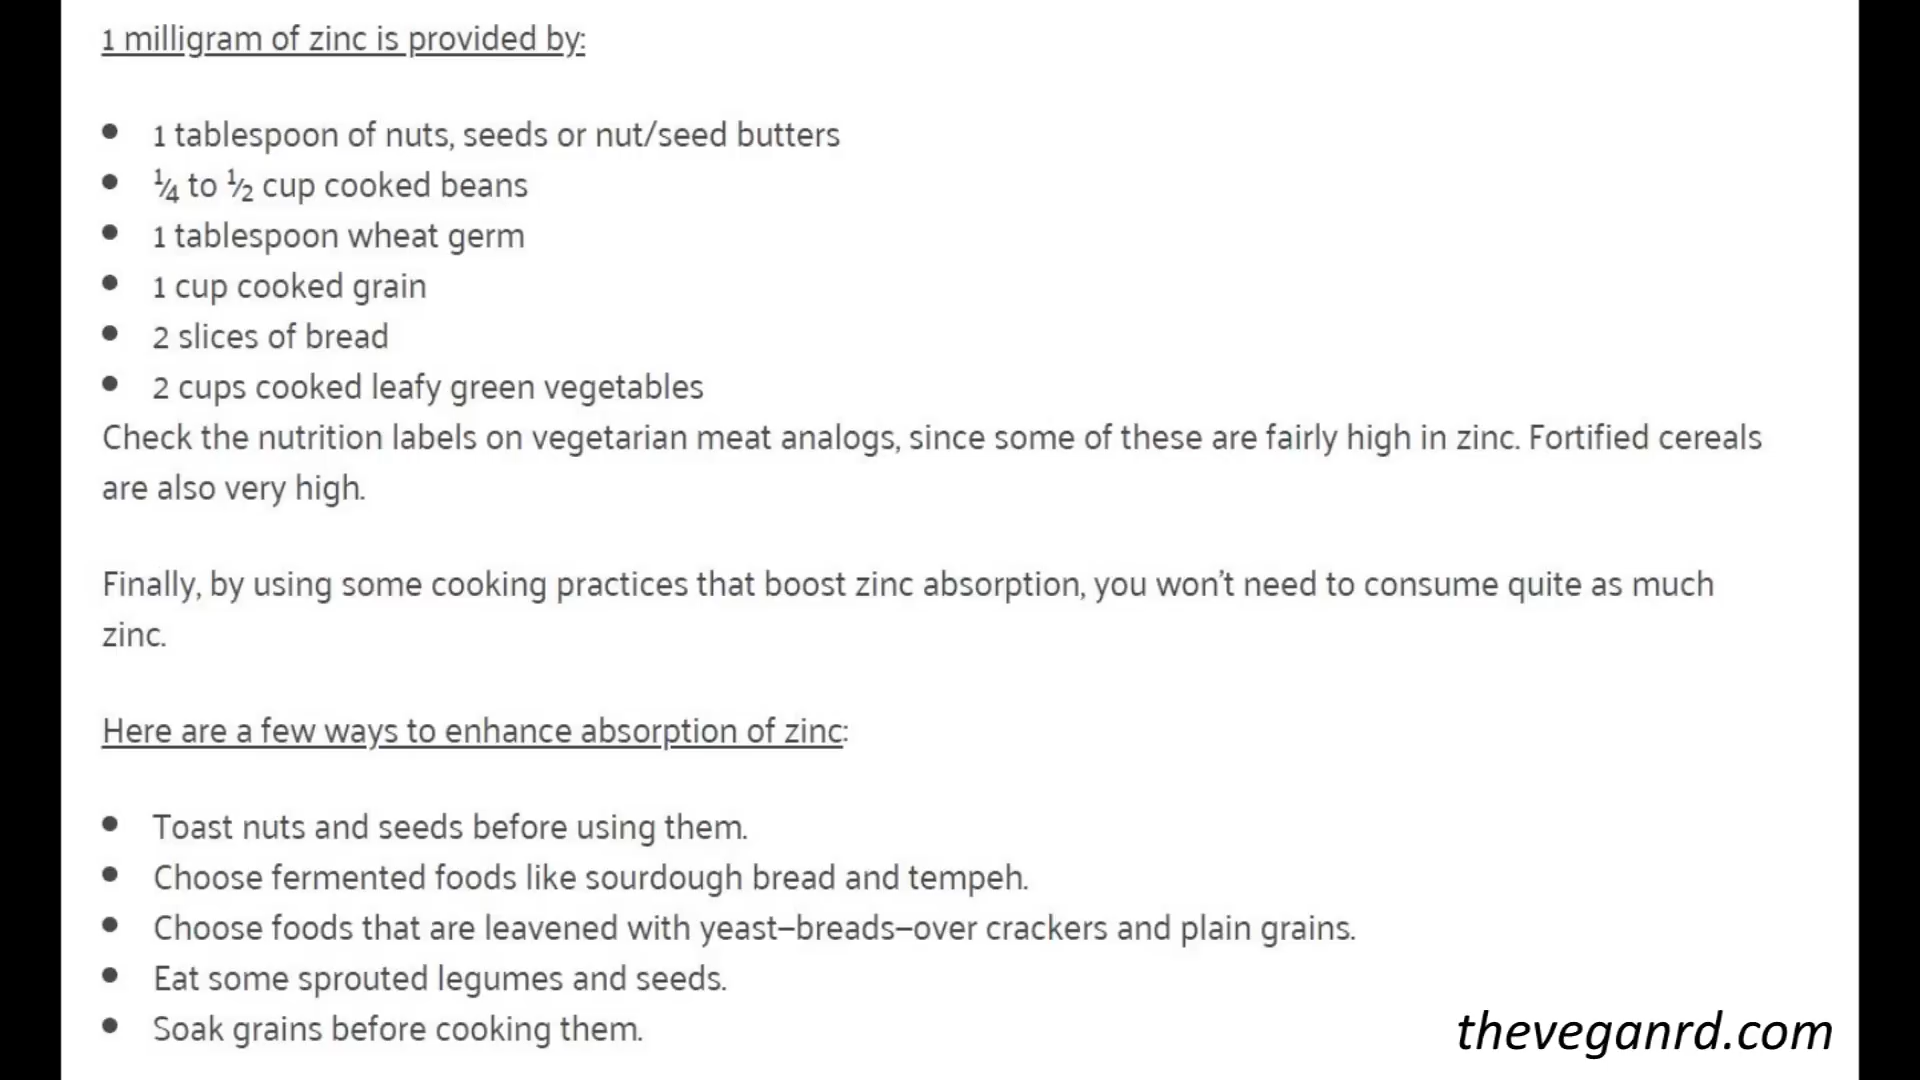 1 milligram of zinc is provided by:
• 1 tablespoon of nuts, seeds or nut/seed butters
• ¼ to ½ cup cooked beans
• 1 tablespoon wheat germ
• 1 cup cooked grain
• 2 slices of bread
• 2 cups cooked leafy green vegetables
Check the nutrition labels on vegetarian meat analogs, since some of these are fairly high in zinc. Fortified cereals
are also very high.
Finally, by using some cooking practices that boost zinc absorption, you won’t need to consume quite as much
zinc.
Here are a few ways to enhance absorption of zinc:
• Toast nuts and seeds before using them.
• Choose fermented foods like sourdough bread and tempeh.
• Choose foods that are leavened with yeast–breads–over crackers and plain grains.
• Eat some sprouted legumes and seeds.
• Soak grains before cooking them.
theveganrd.com